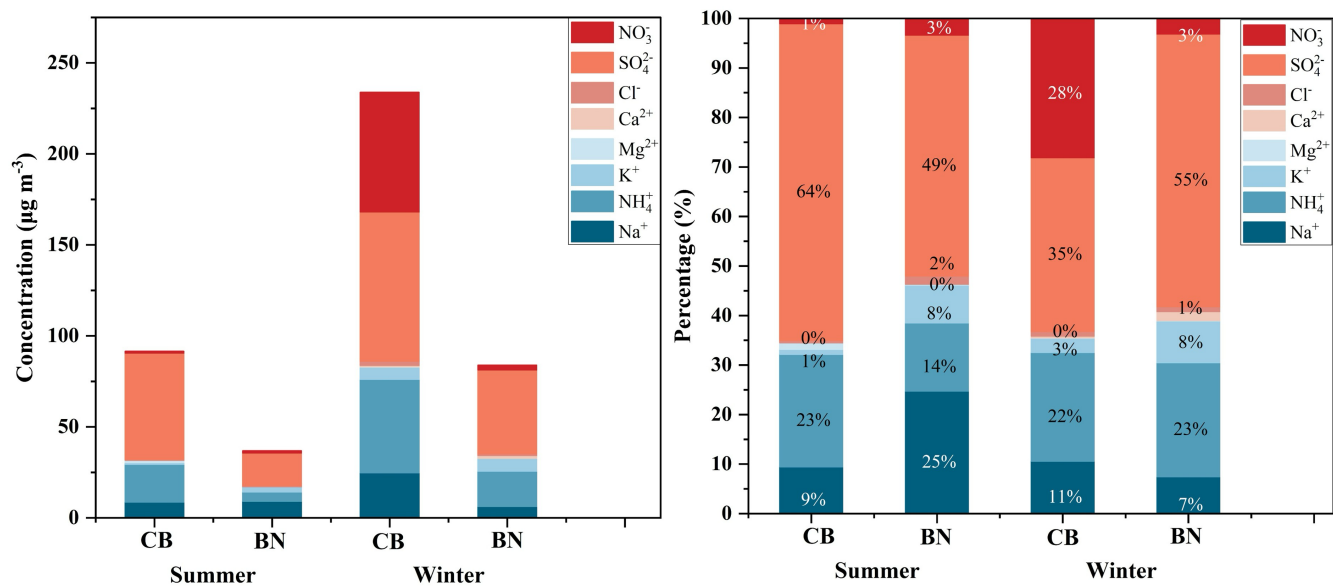 Concentration (μg m⁻³)
250
200
150
100
50
0
NO₃⁻
SO₄²⁻
Cl⁻
Ca²⁺
Mg²⁺
K⁺
NH₄⁺
Na⁺
CB
BN
CB
BN
Summer
Winter
Percentage (%)
100
90
80
70
60
50
40
30
20
10
0
1%
64%
0%
1%
23%
9%
3%
49%
2%
0%
8%
14%
25%
28%
35%
0%
3%
22%
11%
3%
55%
1%
8%
23%
7%
NO₃⁻
SO₄²⁻
Cl⁻
Ca²⁺
Mg²⁺
K⁺
NH₄⁺
Na⁺
CB
BN
CB
BN
Summer
Winter